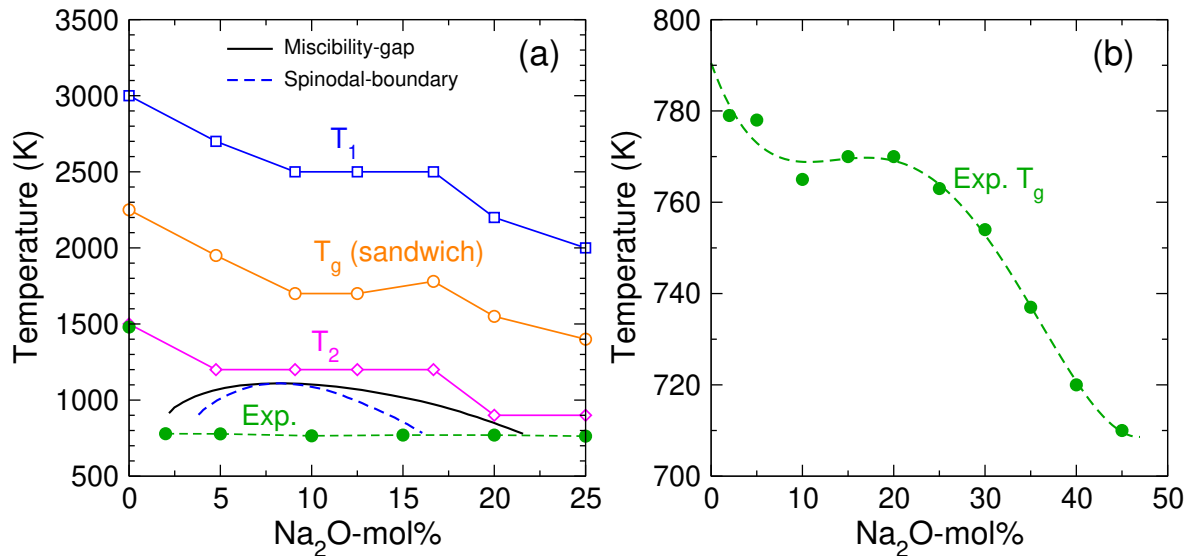 3500
3000
2500
2000
1500
1000
500
Temperature (K)
0
5
10
15
20
25
Na₂O-mol%
(a)
Miscibility-gap
Spinodal-boundary
T₁
T_g (sandwich)
T₂
Exp.
800
780
760
740
720
700
Temperature (K)
0
10
20
30
40
50
Na₂O-mol%
(b)
Exp. T_g